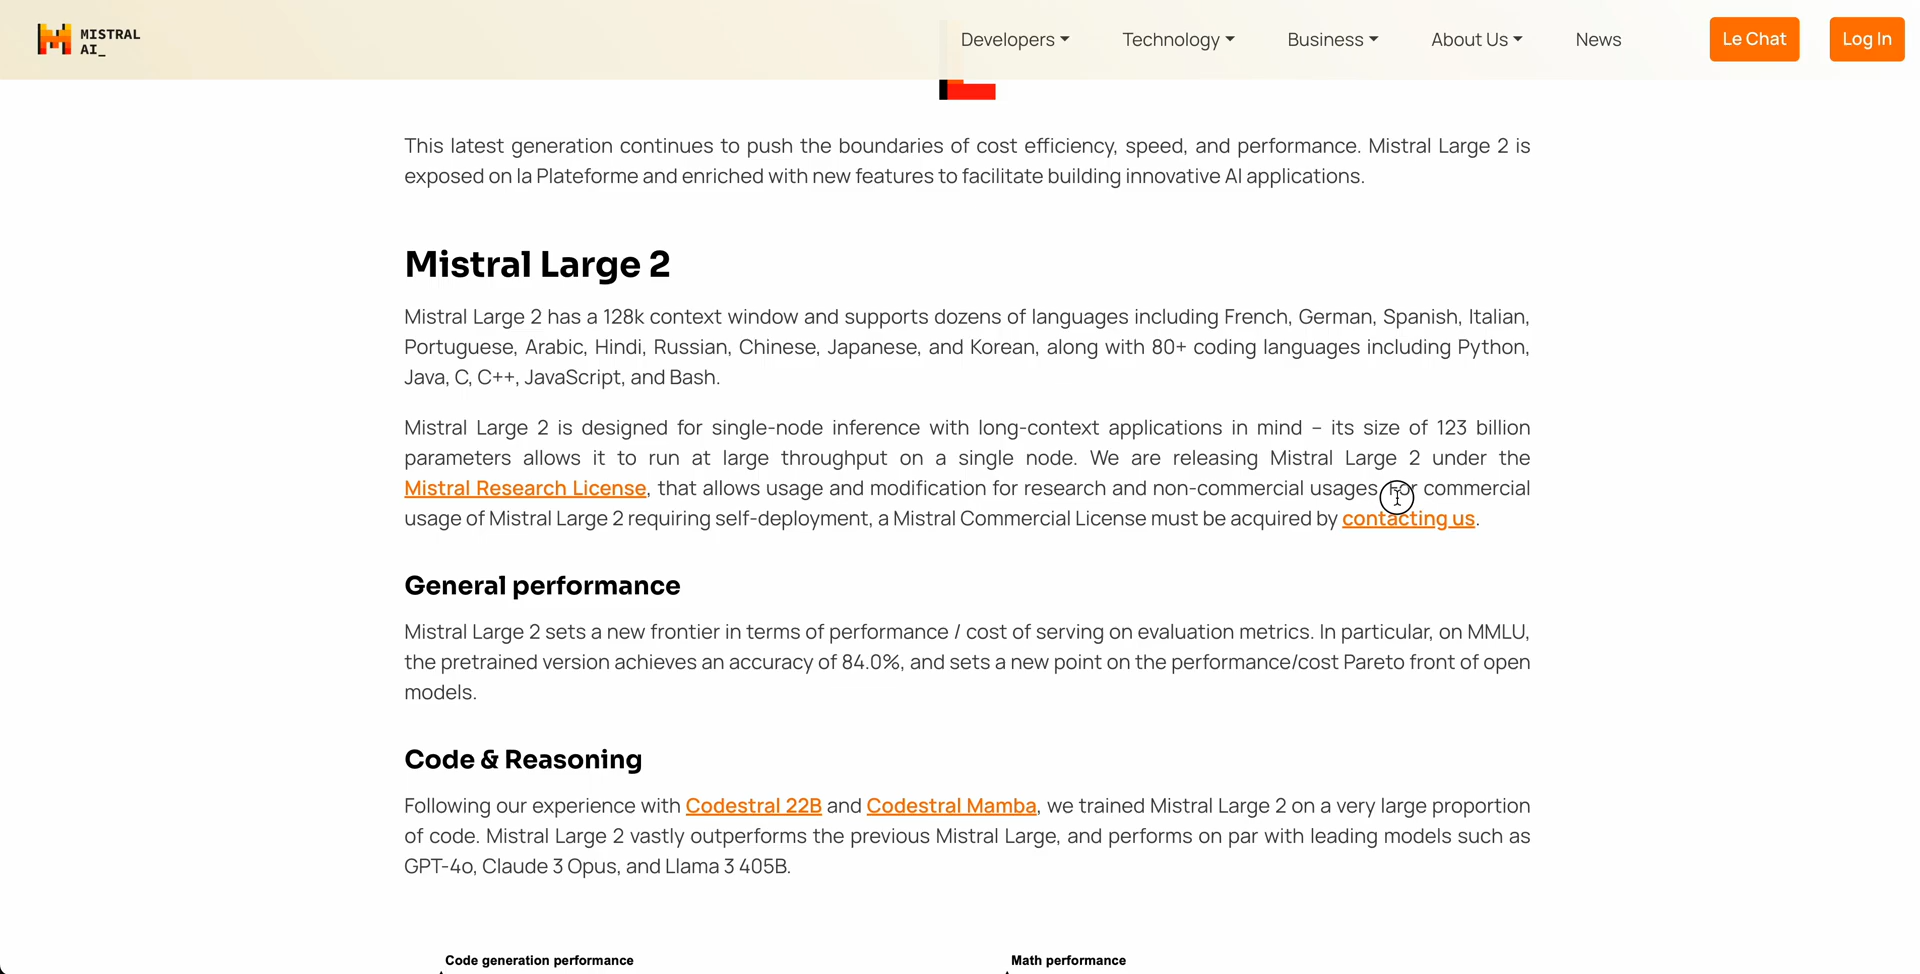 MISTRAL
AI_
Developers
Technology
Business
About Us
News
Le Chat
Log In
This latest generation continues to push the boundaries of cost efficiency, speed, and performance. Mistral Large 2 is
exposed on la Plateforme and enriched with new features to facilitate building innovative AI applications.
Mistral Large 2
Mistral Large 2 has a 128k context window and supports dozens of languages including French, German, Spanish, Italian,
Portuguese, Arabic, Hindi, Russian, Chinese, Japanese, and Korean, along with 80+ coding languages including Python,
Java, C, C++, JavaScript, and Bash.
Mistral Large 2 is designed for single-node inference with long-context applications in mind – its size of 123 billion
parameters allows it to run at large throughput on a single node. We are releasing Mistral Large 2 under the
Mistral Research License, that allows usage and modification for research and non-commercial usages. For commercial
usage of Mistral Large 2 requiring self-deployment, a Mistral Commercial License must be acquired by contacting us.
General performance
Mistral Large 2 sets a new frontier in terms of performance / cost of serving on evaluation metrics. In particular, on MMLU,
the pretrained version achieves an accuracy of 84.0%, and sets a new point on the performance/cost Pareto front of open
models.
Code & Reasoning
Following our experience with Codestral 22B and Codestral Mamba, we trained Mistral Large 2 on a very large proportion
of code. Mistral Large 2 vastly outperforms the previous Mistral Large, and performs on par with leading models such as
GPT-4o, Claude 3 Opus, and Llama 3 405B.
Code generation performance
Math performance